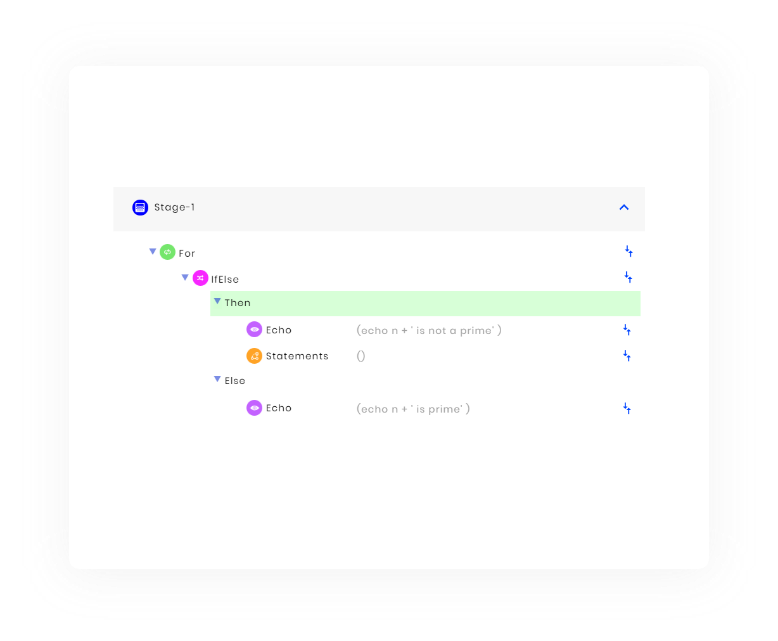 Stage-1
For
IfElse
Then
Echo (echo n + ' is not a prime' )
Statements ()
Else
Echo (echo n + ' is prime' )